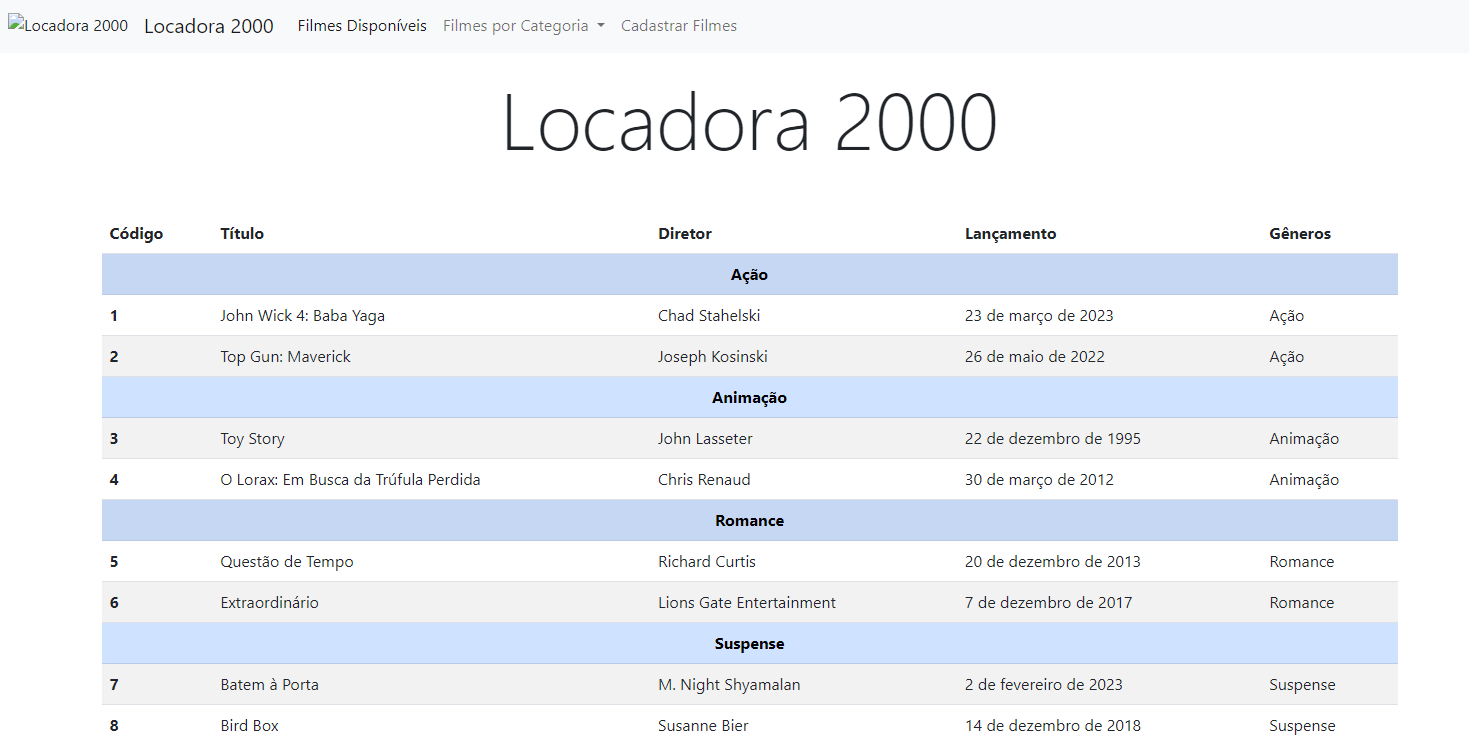 Locadora 2000 Locadora 2000 Filmes Disponíveis Filmes por Categoria Cadastrar Filmes
Locadora 2000
Código Título Diretor Lançamento Gêneros
Ação
1 John Wick 4: Baba Yaga Chad Stahelski 23 de março de 2023 Ação
2 Top Gun: Maverick Joseph Kosinski 26 de maio de 2022 Ação
Animação
3 Toy Story John Lasseter 22 de dezembro de 1995 Animação
4 O Lorax: Em Busca da Trúfula Perdida Chris Renaud 30 de março de 2012 Animação
Romance
5 Questão de Tempo Richard Curtis 20 de dezembro de 2013 Romance
6 Extraordinário Lions Gate Entertainment 7 de dezembro de 2017 Romance
Suspense
7 Batem à Porta M. Night Shyamalan 2 de fevereiro de 2023 Suspense
8 Bird Box Susanne Bier 14 de dezembro de 2018 Suspense